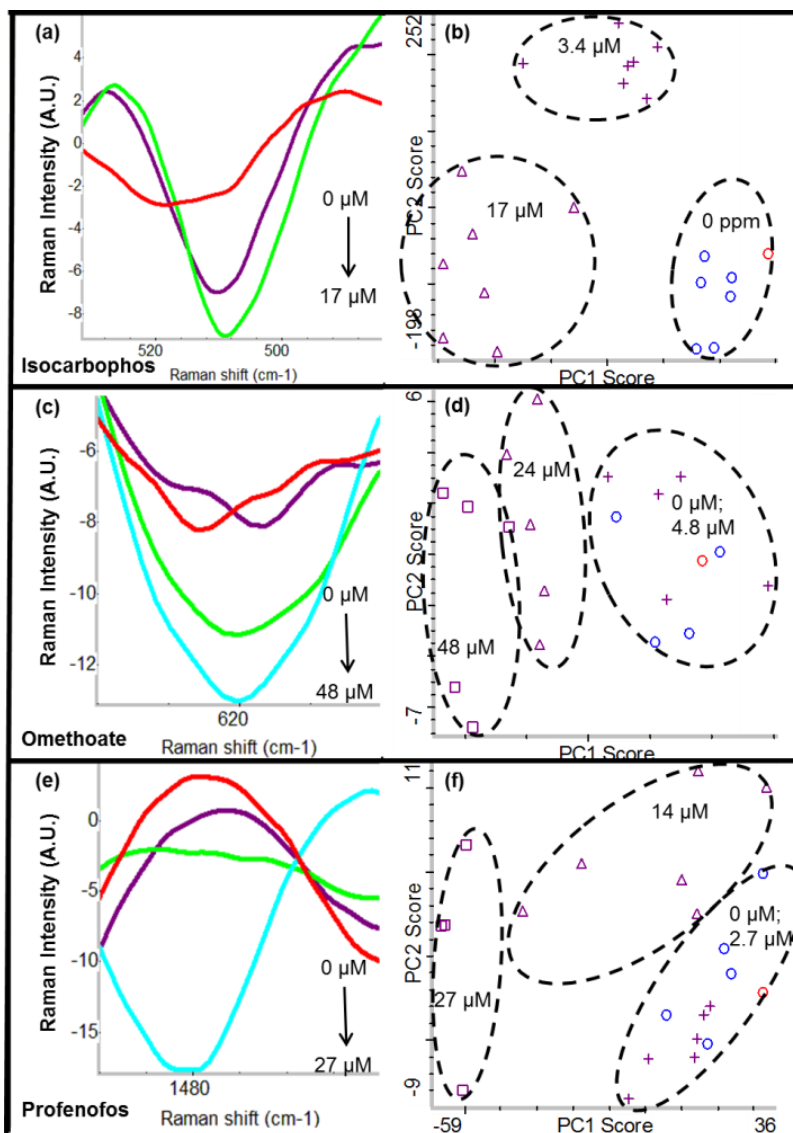 (a)
Raman Intensity (A.U.)
4
2
0
-2
-4
-6
-8
0 µM
17 µM
520
500
Isocarbophos
Raman shift (cm-1)
(b)
252
PC2 Score
-198
3.4 µM
17 µM
0 ppm
PC1 Score
(c)
Raman Intensity (A.U.)
-6
-8
-10
-12
0 µM
48 µM
620
Omethoate
Raman shift (cm-1)
(d)
6
PC2 Score
-7
24 µM
0 µM;
4.8 µM
48 µM
PC1 Score
(e)
Raman Intensity (A.U.)
0
-5
-10
-15
0 µM
27 µM
1480
Profenofos
Raman shift (cm-1)
(f)
11
PC2 Score
-9
14 µM
0 µM;
2.7 µM
27 µM
-59
PC1 Score
36